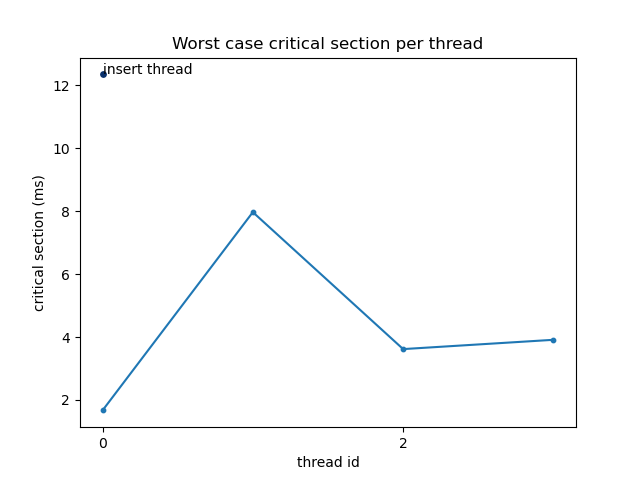 Worst case critical section per thread
insert thread
critical section (ms)
12
10
8
6
4
2
0
2
thread id